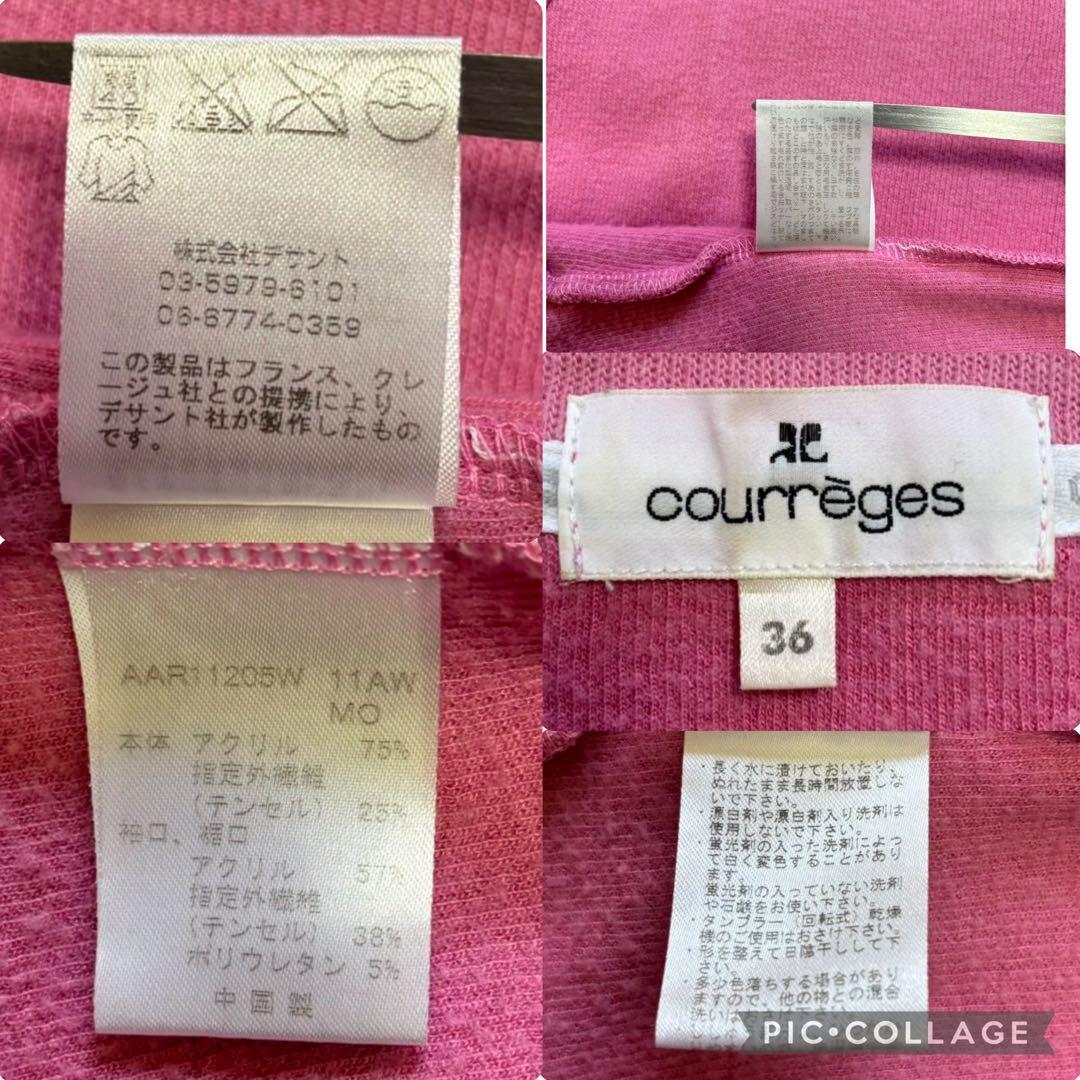 株式会社デサント
03-5979-6101
06-6774-0359
この製品はフランス、クレ
ージュ社との提携により、
デサント社が製作したもの
です。
courrèges
36
AAR11205W 11AW
MO
本体 アクリル 75%
指定外繊維
(テンセル) 25%
袖口、裾口
アクリル 57%
指定外繊維
(テンセル) 38%
ポリウレタン 5%
中国製
・長く水に漬けておいたり、
ぬれたまま長時間放置しな
いで下さい。
・漂白剤や漂白剤入り洗剤は
使用しないで下さい。
・蛍光剤の入った洗剤によっ
て白く変色することがあり
ます。
蛍光剤の入っていない洗剤
や石鹸をお使い下さい。
・タンブラー(回転式)乾燥
機のご使用はおさけ下さい。
・形を整えて日陰干しして下
さい。
・多少色落ちする場合があり
ますので、他の物との混合
洗いはおさけ下さい
PIC•COLLAGE